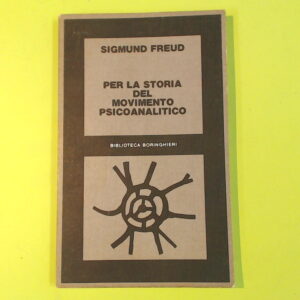 SIGMUND FREUD
PER LA STORIA
DEL
MOVIMENTO
PSICOANALITICO
BIBLIOTECA BORINGHIERI